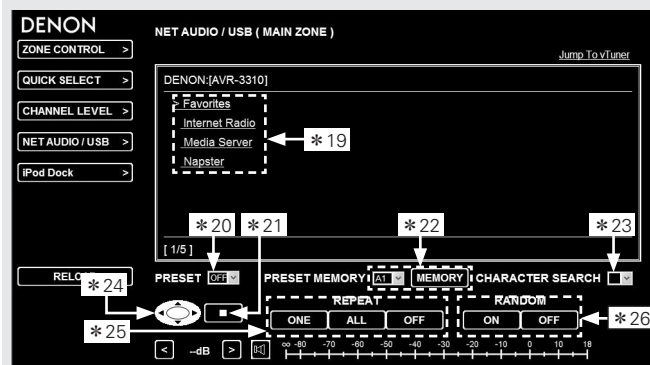 DENON
NET AUDIO / USB ( MAIN ZONE )
ZONE CONTROL >
Jump To vTuner
QUICK SELECT >
DENON:[AVR-3310]
> Favorites
CHANNEL LEVEL >
Internet Radio
NET AUDIO / USB >
Media Server
✽19
Napster
iPod Dock >
✽20
✽21
✽22
✽23
[ 1/5 ]
PRESET OFF
PRESET MEMORY A1 MEMORY
CHARACTER SEARCH
✽24
REPEAT
RANDOM
ONE ALL OFF
ON OFF
✽25
✽26
< --dB >
∞ -80 -70 -60 -50 -40 -30 -20 -10 0 10 18